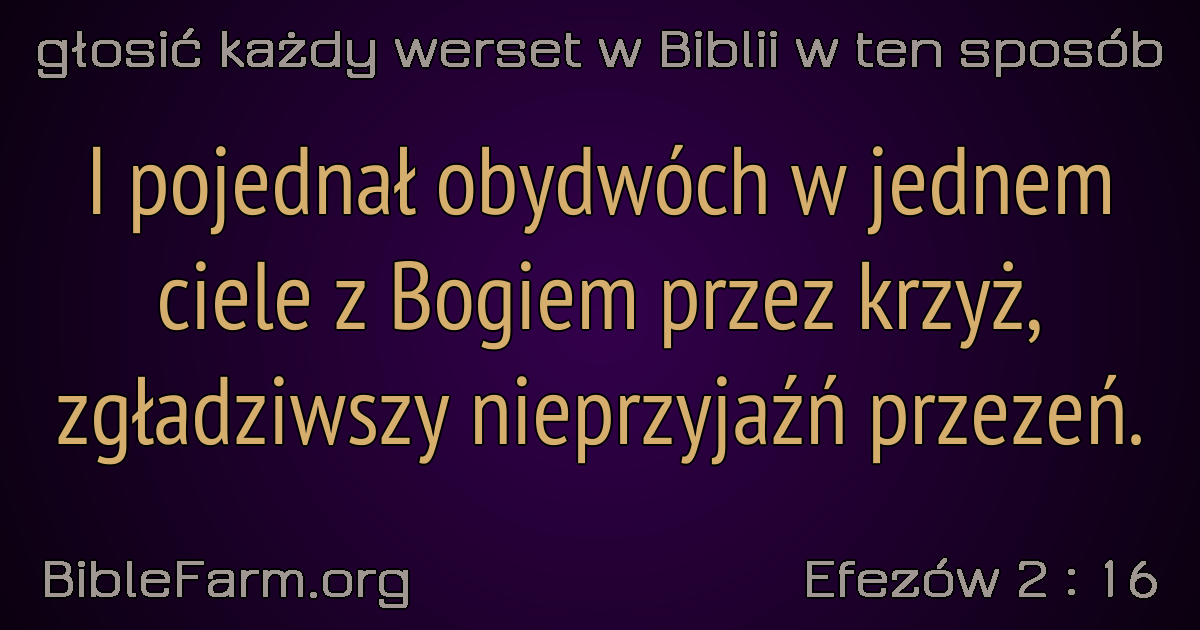 głosić każdy werset w Biblii w ten sposób
I pojednał obydwóch w jednem
ciele z Bogiem przez krzyż,
zgładziwszy nieprzyjaźń przezeń.
BibleFarm.org
Efezów 2 : 16